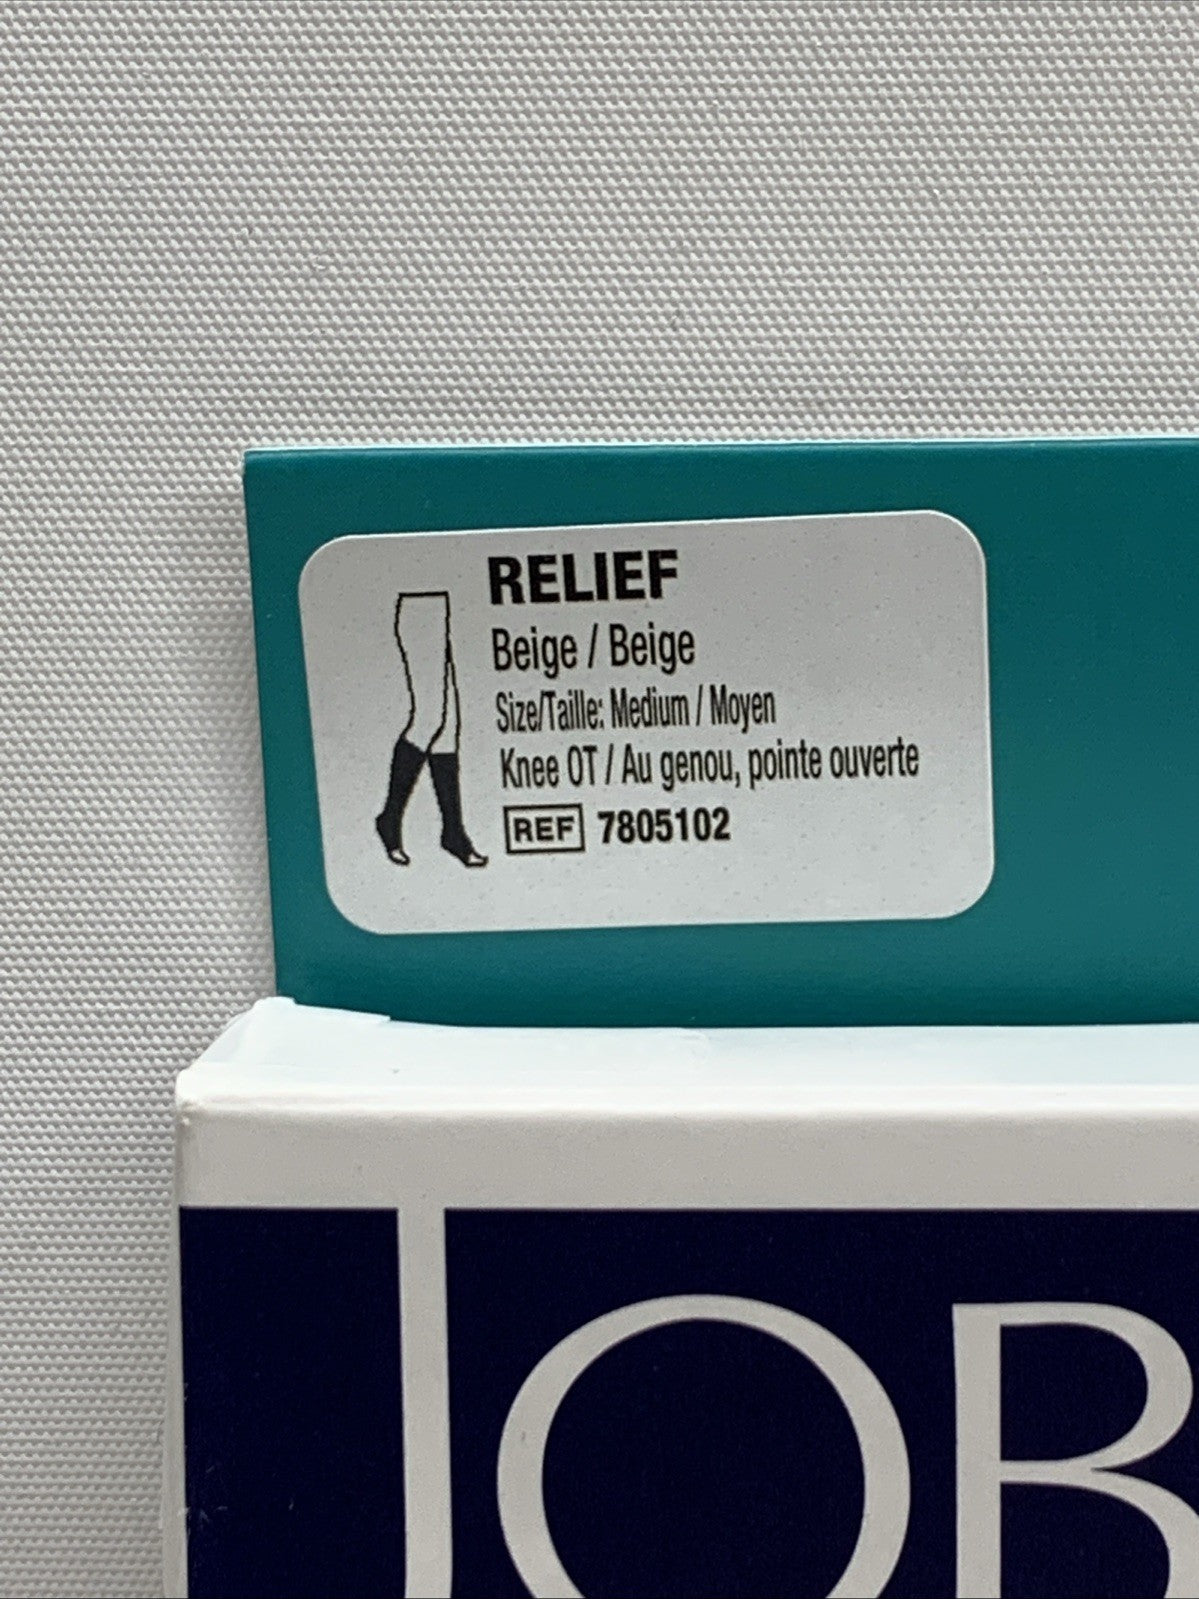 RELIEF
Beige / Beige
Size/Taille: Medium / Moyen
Knee OT / Au genou, pointe ouverte
REF 7805102
JOB